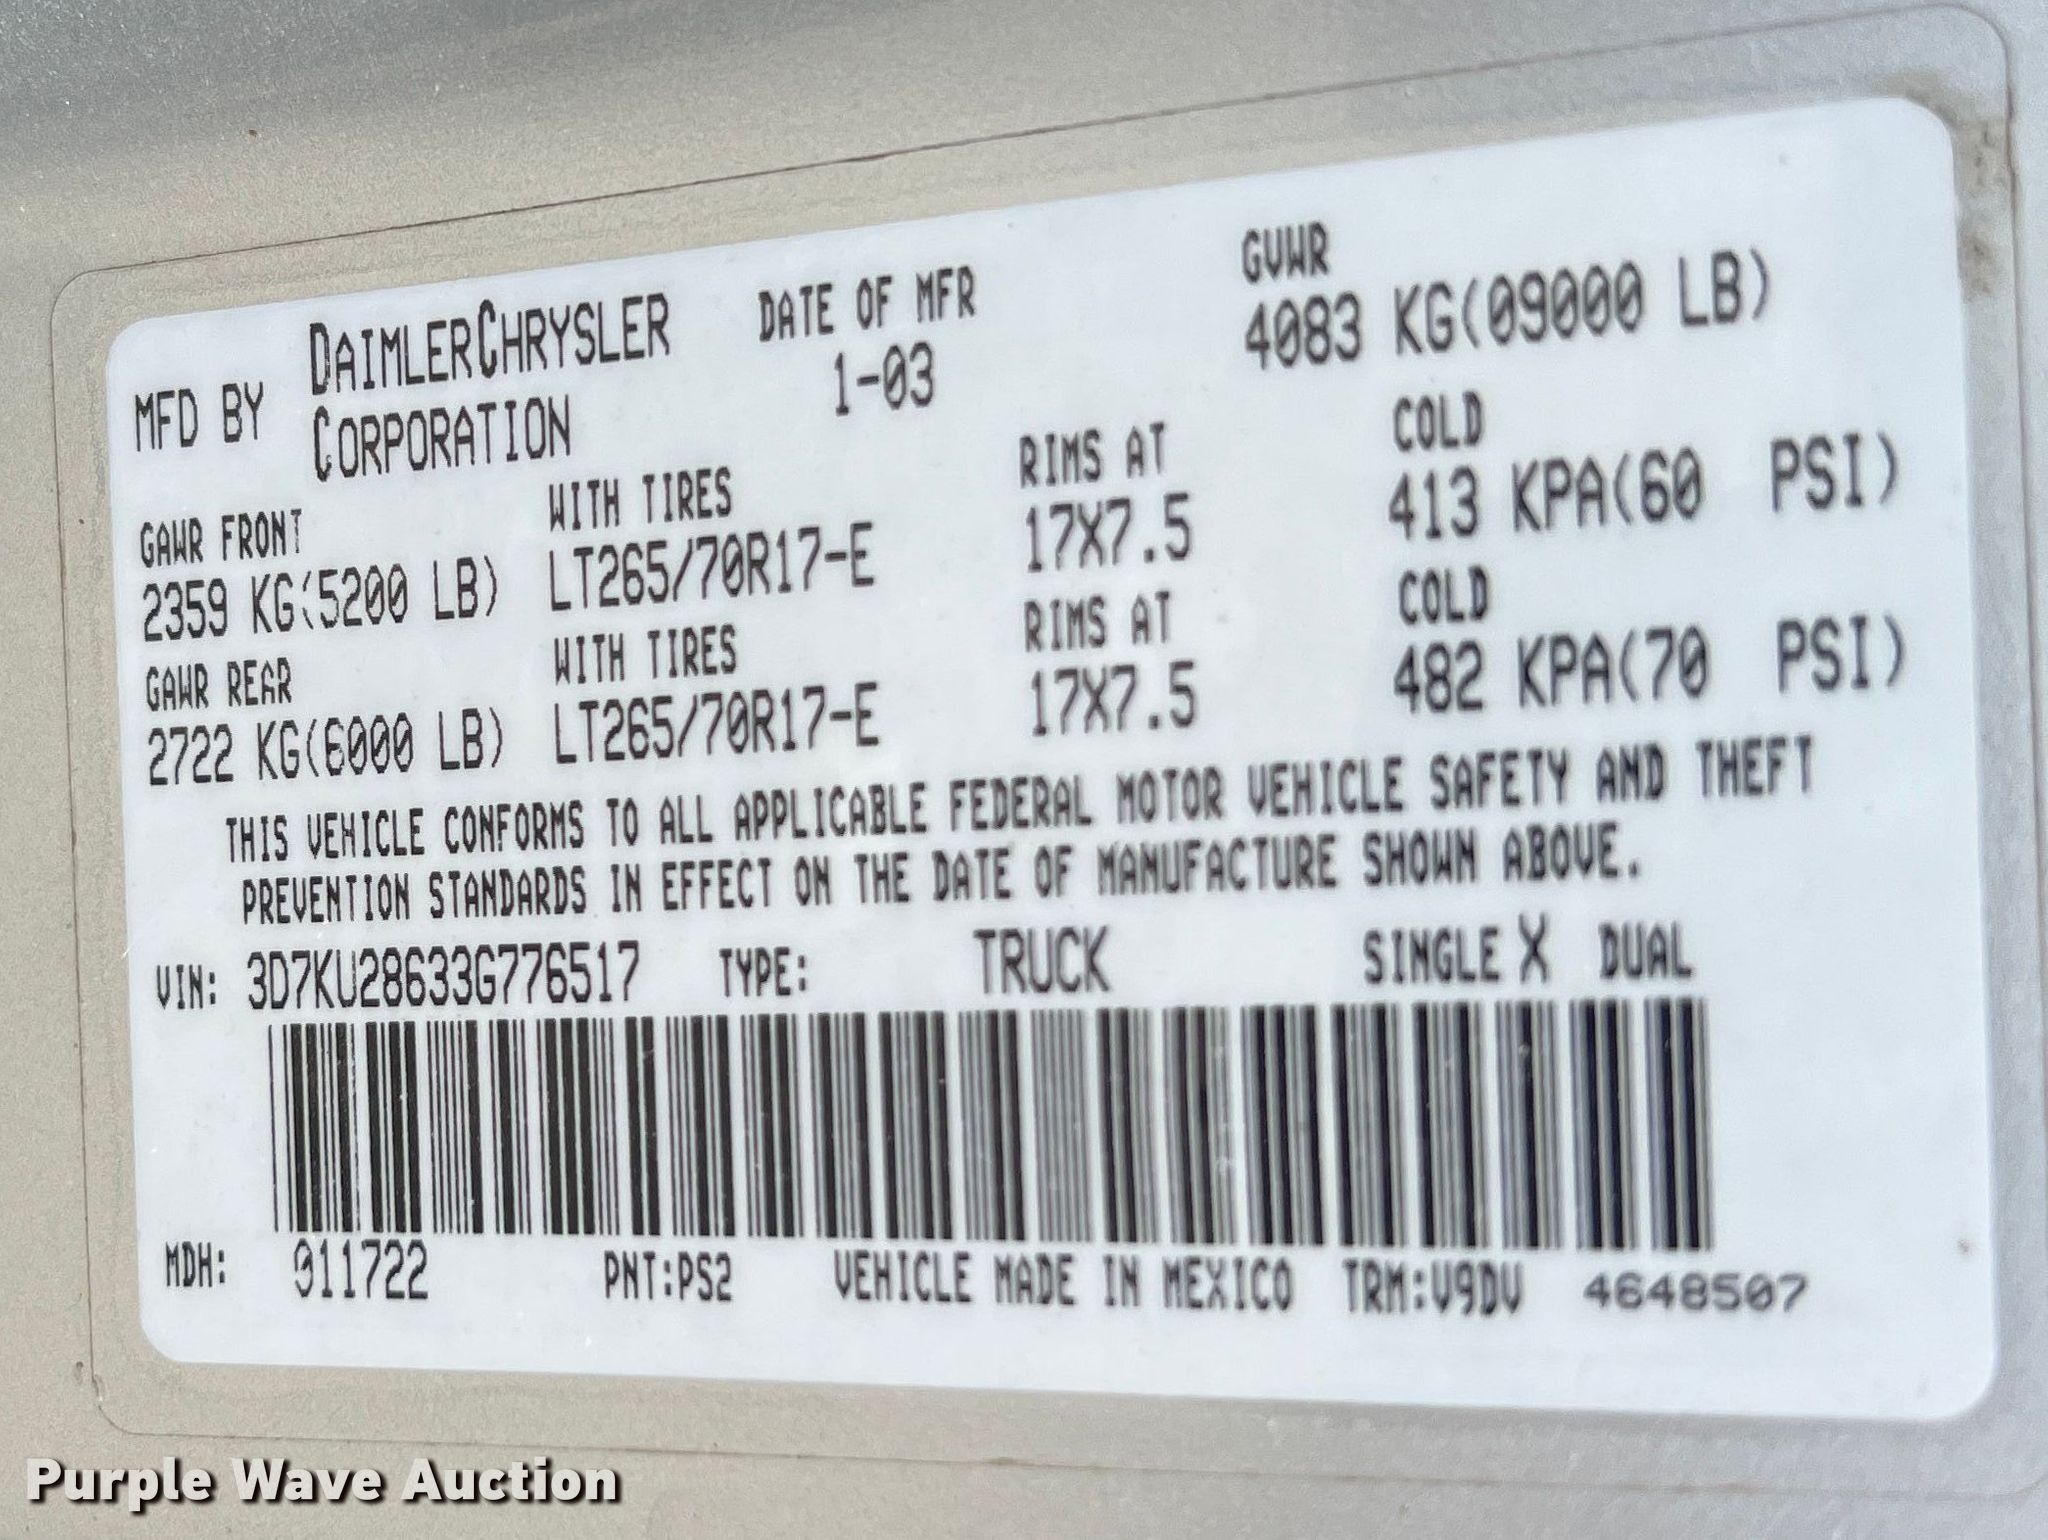 MFD BY DAIMLERCHRYSLER CORPORATION DATE OF MFR 1-03 GVWR 4083 KG(09000 LB)
GAWR FRONT WITH TIRES RIMS AT COLD
2359 KG(5200 LB) LT265/70R17-E 17X7.5 413 KPA(60 PSI)
GAWR REAR WITH TIRES RIMS AT COLD
2722 KG(6000 LB) LT265/70R17-E 17X7.5 482 KPA(70 PSI)
THIS VEHICLE CONFORMS TO ALL APPLICABLE FEDERAL MOTOR VEHICLE SAFETY AND THEFT
PREVENTION STANDARDS IN EFFECT ON THE DATE OF MANUFACTURE SHOWN ABOVE.
VIN: 3D7KU28633G776517 TYPE: TRUCK SINGLE X DUAL
MDH: 011722 PNT:PS2 VEHICLE MADE IN MEXICO TRM:V9DV 4648507
Purple Wave Auction